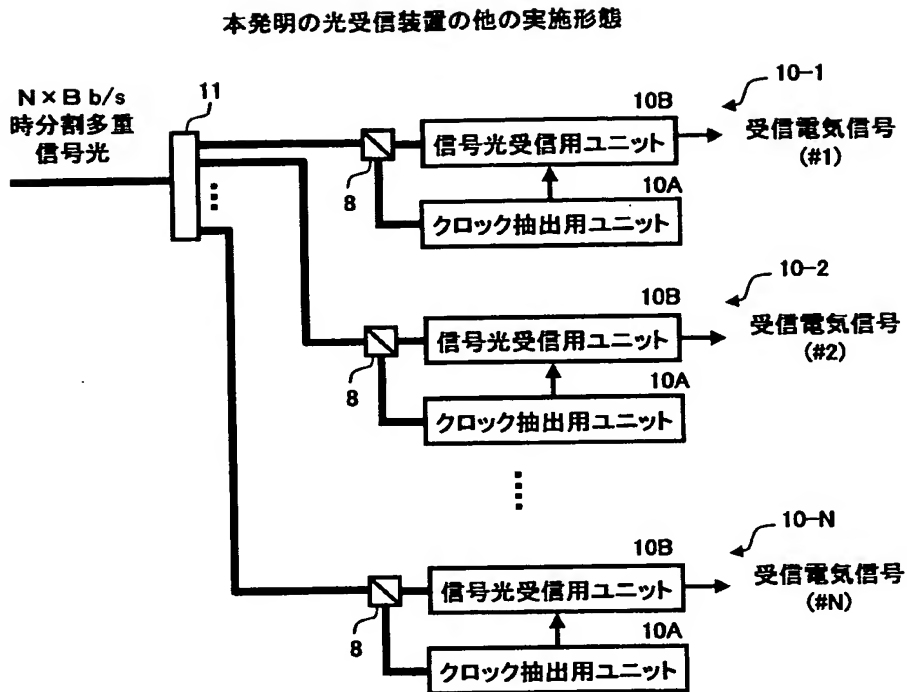 本発明の光受信装置の他の実施形態
N×B b/s
時分割多重
信号光
11
8
10B
信号光受信用ユニット
10A
クロック抽出用ユニット
10-1
受信電気信号
(#1)
8
10B
信号光受信用ユニット
10A
クロック抽出用ユニット
10-2
受信電気信号
(#2)
8
10B
信号光受信用ユニット
10A
クロック抽出用ユニット
10-N
受信電気信号
(#N)